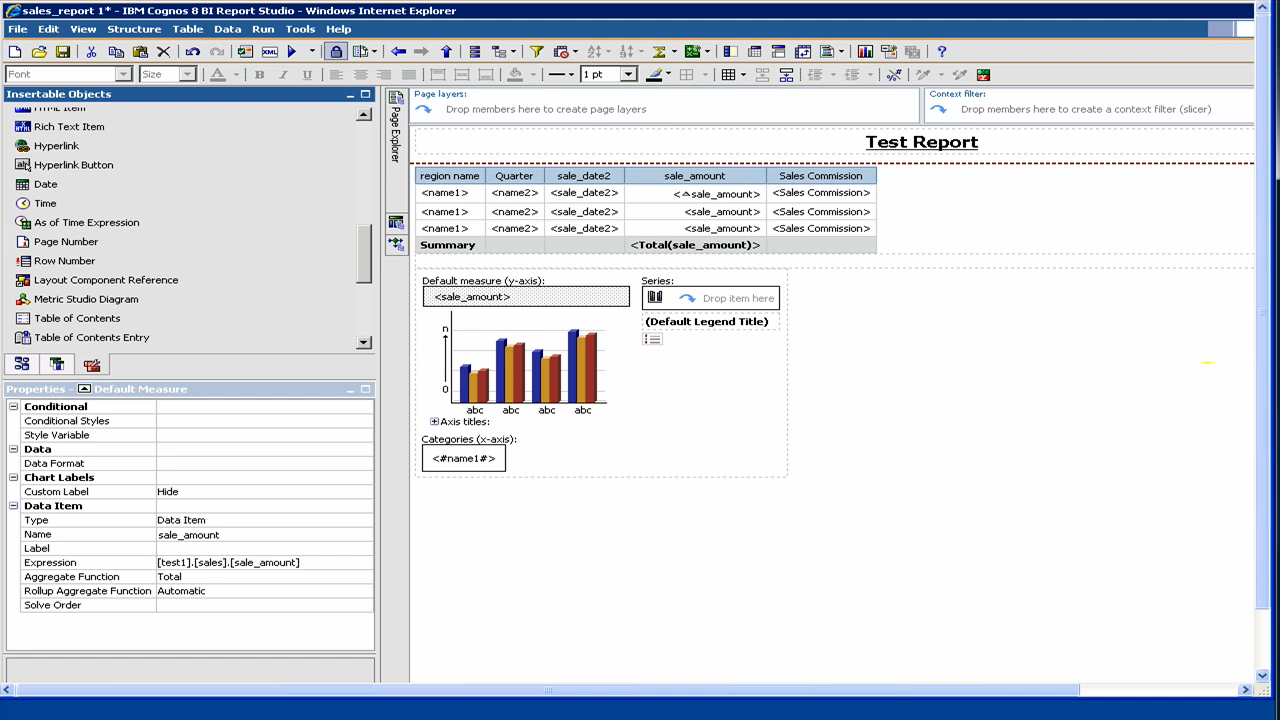 sales_report 1* - IBM Cognos 8 BI Report Studio - Windows Internet Explorer
File Edit View Structure Table Data Run Tools Help
Font Size 1 pt
Insertable Objects
HTML Item
Rich Text Item
Hyperlink
Hyperlink Button
Date
Time
As of Time Expression
Page Number
Row Number
Layout Component Reference
Metric Studio Diagram
Table of Contents
Table of Contents Entry
Properties - Default Measure
Conditional
Conditional Styles
Style Variable
Data
Data Format
Chart Labels
Custom Label Hide
Data Item
Type Data Item
Name sale_amount
Label
Expression [test1].[sales].[sale_amount]
Aggregate Function Total
Rollup Aggregate Function Automatic
Solve Order
Page Explorer
Page layers:
Drop members here to create page layers
Context filter:
Drop members here to create a context filter (slicer)
Test Report
region name Quarter sale_date2 sale_amount Sales Commission
<name1> <name2> <sale_date2> <sale_amount> <Sales Commission>
<name1> <name2> <sale_date2> <sale_amount> <Sales Commission>
<name1> <name2> <sale_date2> <sale_amount> <Sales Commission>
Summary <Total(sale_amount)>
Default measure (y-axis):
<sale_amount>
Series:
Drop item here
(Default Legend Title)
n
0
abc abc abc abc
Axis titles:
Categories (x-axis):
<#name1#>